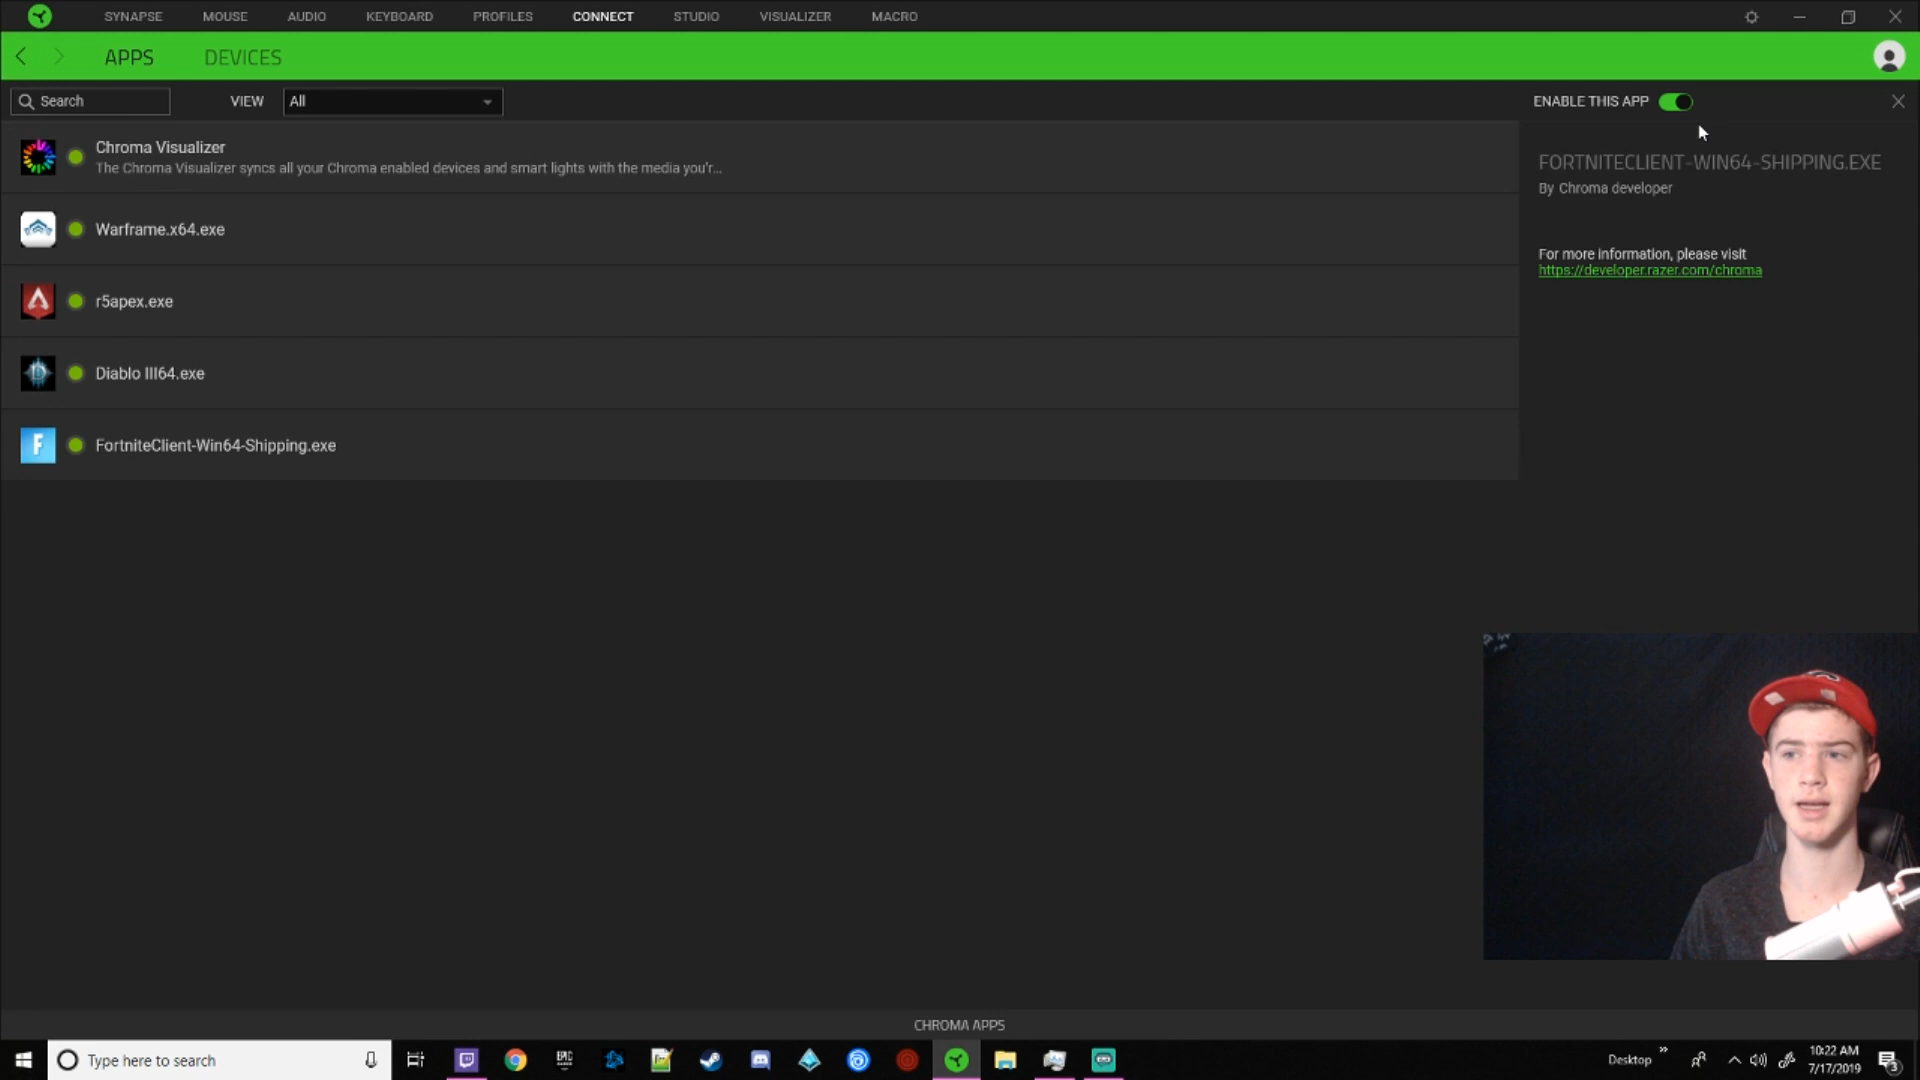 SYNAPSE MOUSE AUDIO KEYBOARD PROFILES CONNECT STUDIO VISUALIZER MACRO
APPS DEVICES
Search VIEW All ENABLE THIS APP
Chroma Visualizer
The Chroma Visualizer syncs all your Chroma enabled devices and smart lights with the media you'r...
Warframe.x64.exe
r5apex.exe
Diablo III64.exe
FortniteClient-Win64-Shipping.exe
FORTNITECLIENT-WIN64-SHIPPING.EXE
By Chroma developer
For more information, please visit
https://developer.razer.com/chroma
CHROMA APPS
Type here to search
EPIC
Desktop
10:22 AM
7/17/2019
3